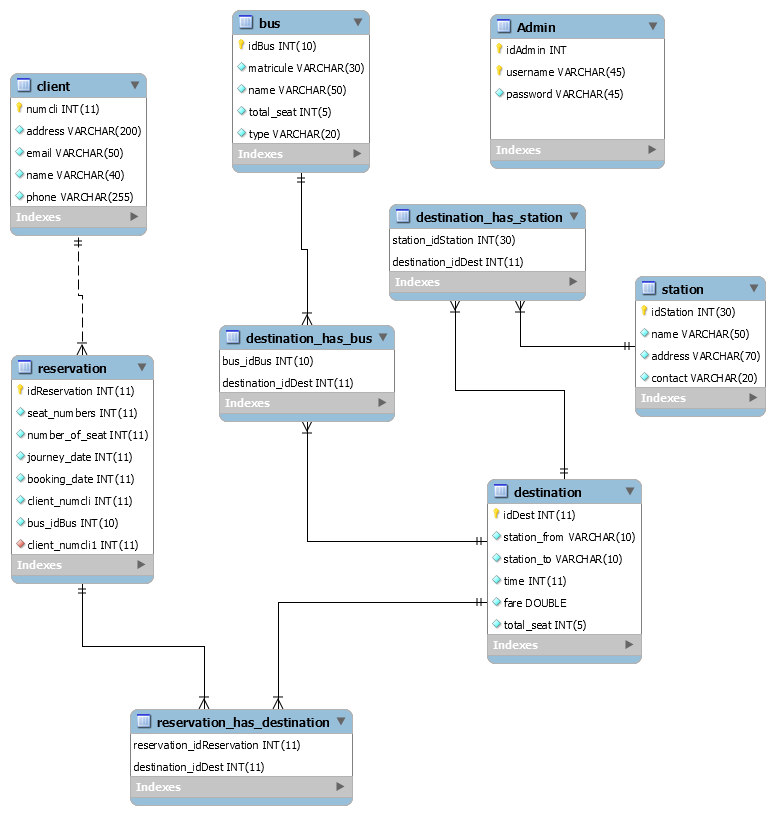 bus
idBus INT(10)
matricule VARCHAR(30)
name VARCHAR(50)
total_seat INT(5)
type VARCHAR(20)
Indexes
Admin
idAdmin INT
username VARCHAR(45)
password VARCHAR(45)
Indexes
client
numcli INT(11)
address VARCHAR(200)
email VARCHAR(50)
name VARCHAR(40)
phone VARCHAR(255)
Indexes
destination_has_station
station_idStation INT(30)
destination_idDest INT(11)
Indexes
station
idStation INT(30)
name VARCHAR(50)
address VARCHAR(70)
contact VARCHAR(20)
Indexes
destination_has_bus
bus_idBus INT(10)
destination_idDest INT(11)
Indexes
reservation
idReservation INT(11)
seat_numbers INT(11)
number_of_seat INT(11)
journey_date INT(11)
booking_date INT(11)
client_numcli INT(11)
bus_idBus INT(10)
client_numcli1 INT(11)
Indexes
destination
idDest INT(11)
station_from VARCHAR(10)
station_to VARCHAR(10)
time INT(11)
fare DOUBLE
total_seat INT(5)
Indexes
reservation_has_destination
reservation_idReservation INT(11)
destination_idDest INT(11)
Indexes